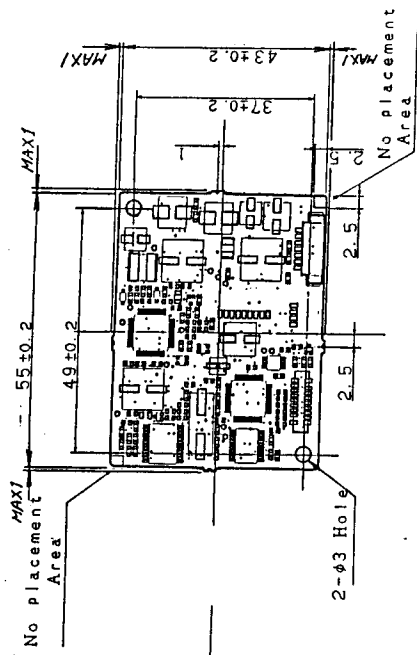 MAX1
43±0.2
MAX1
37±0.2
1
2.5
No placement
Area
MAX1
55±0.2
49±0.2
2.5
2.5
MAX1
No placement
Area
2-φ3 Hole